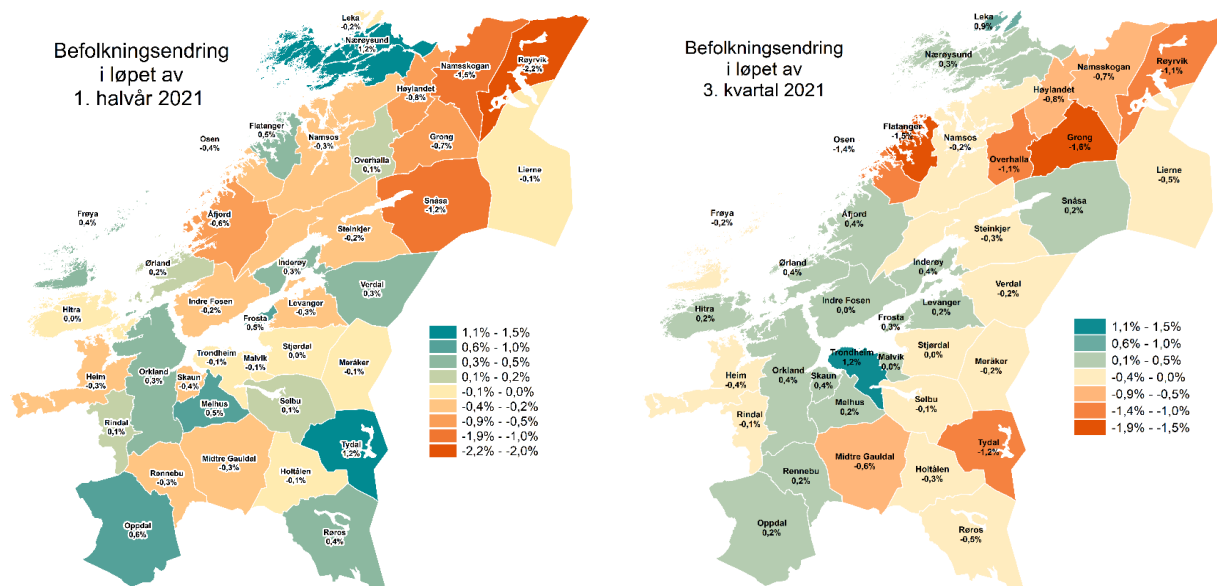 Befolkningsendring
i løpet av
1. halvår 2021
Leka
-0,2%
Nærøysund
1,2%
Namsskogan
-1,5%
Røyrvik
-2,2%
Høylandet
-0,8%
Flatanger
0,5%
Osen
-0,4%
Namsos
-0,3%
Grong
-0,7%
Overhalla
0,1%
Lierne
-0,1%
Snåsa
-1,2%
Frøya
0,4%
Åfjord
-0,6%
Steinkjer
-0,2%
Ørland
0,2%
Inderøy
0,3%
Verdal
0,3%
Hitra
0,0%
Indre Fosen
-0,2%
Levanger
-0,3%
Frosta
0,5%
Stjørdal
0,0%
Trondheim
-0,1%
Malvik
-0,1%
Meråker
-0,1%
Heim
-0,3%
Orkland
0,3%
Skaun
-0,4%
Melhus
0,5%
Selbu
0,1%
Rindal
0,1%
Tydal
1,2%
Rennebu
-0,3%
Midtre Gauldal
-0,3%
Holtålen
-0,1%
Oppdal
0,6%
Røros
0,4%
1,1% - 1,5%
0,6% - 1,0%
0,3% - 0,5%
0,1% - 0,2%
-0,1% - 0,0%
-0,4% - -0,2%
-0,9% - -0,5%
-1,9% - -1,0%
-2,2% - -2,0%
Befolkningsendring
i løpet av
3. kvartal 2021
Leka
0,9%
Nærøysund
0,3%
Namsskogan
-0,7%
Røyrvik
-1,1%
Høylandet
-0,8%
Flatanger
-1,5%
Osen
-1,4%
Namsos
-0,2%
Grong
-1,8%
Overhalla
-1,1%
Lierne
-0,5%
Snåsa
0,2%
Frøya
-0,2%
Åfjord
0,4%
Steinkjer
-0,3%
Ørland
0,4%
Inderøy
0,4%
Verdal
-0,2%
Hitra
0,2%
Indre Fosen
0,0%
Levanger
0,2%
Frosta
0,3%
Stjørdal
0,0%
Trondheim
1,2%
Malvik
-0,0%
Meråker
-0,2%
Heim
-0,4%
Orkland
0,4%
Skaun
0,4%
Melhus
0,2%
Selbu
-0,1%
Rindal
-0,1%
Tydal
-1,2%
Rennebu
0,2%
Midtre Gauldal
-0,6%
Holtålen
-0,3%
Oppdal
0,2%
Røros
-0,5%
1,1% - 1,5%
0,6% - 1,0%
0,1% - 0,5%
-0,4% - 0,0%
-0,9% - -0,5%
-1,4% - -1,0%
-1,9% - -1,5%